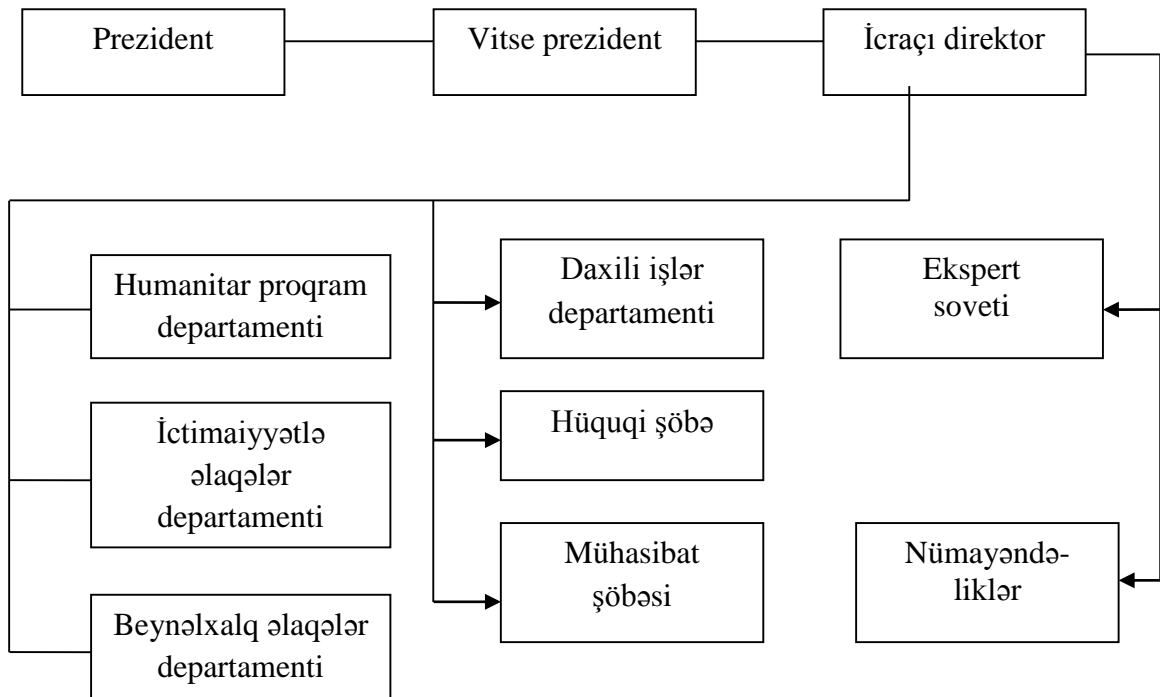 Prezident
Vitse prezident
İcraçı direktor
Humanitar proqram
departamenti
İctimaiyyətlə
əlaqələr
departamenti
Beynəlxalq əlaqələr
departamenti
Daxili işlər
departamenti
Hüquqi şöbə
Mühasibat
şöbəsi
Ekspert
soveti
Nümayəndə-
liklər